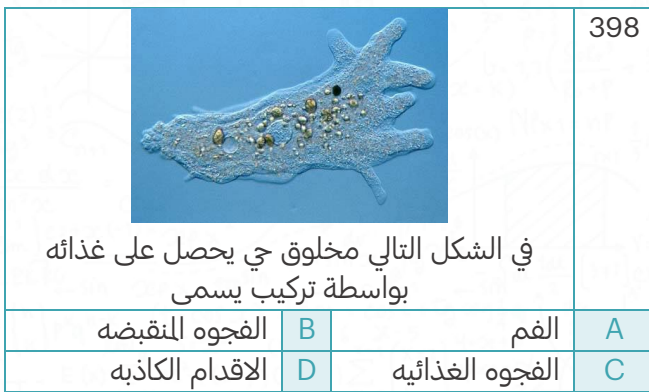 398
في الشكل التالي مخلوق حي يحصل على غذائه
بواسطة تركيب يسمى
A الفم B الفجوه المنقبضه
C الفجوه الغذائيه D الاقدام الكاذبه